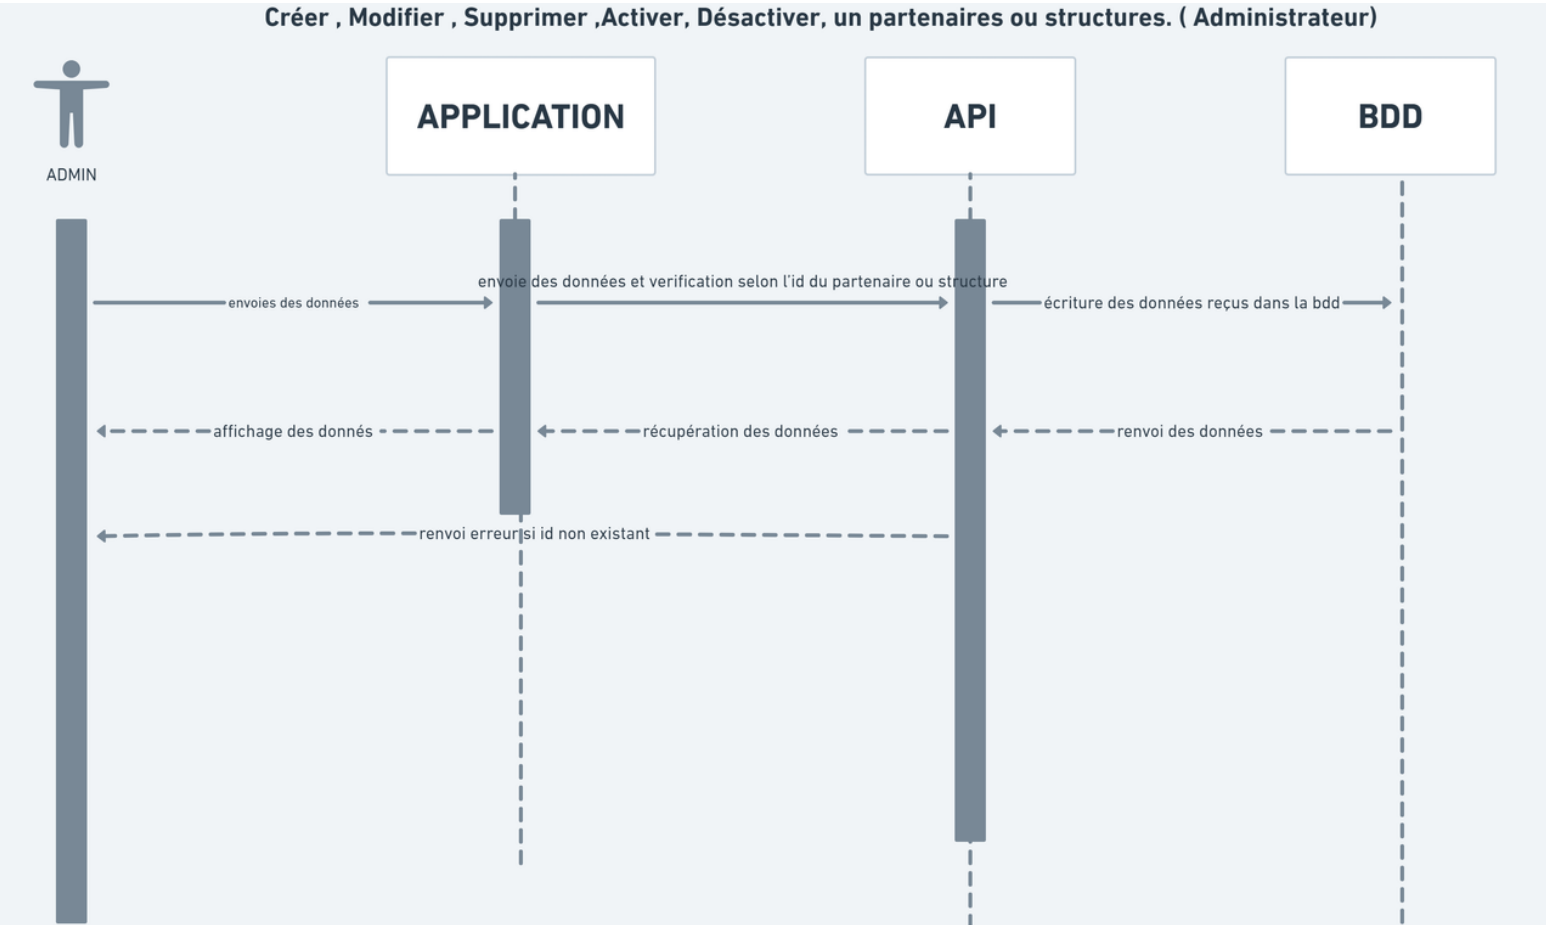 Créer , Modifier , Supprimer ,Activer, Désactiver, un partenaires ou structures. ( Administrateur)
APPLICATION
API
BDD
ADMIN
envoie des données et verification selon l'id du partenaire ou structure
envoies des données
écriture des données reçus dans la bdd
affichage des donnés
récupération des données
renvoi des données
renvoi erreur si id non existant